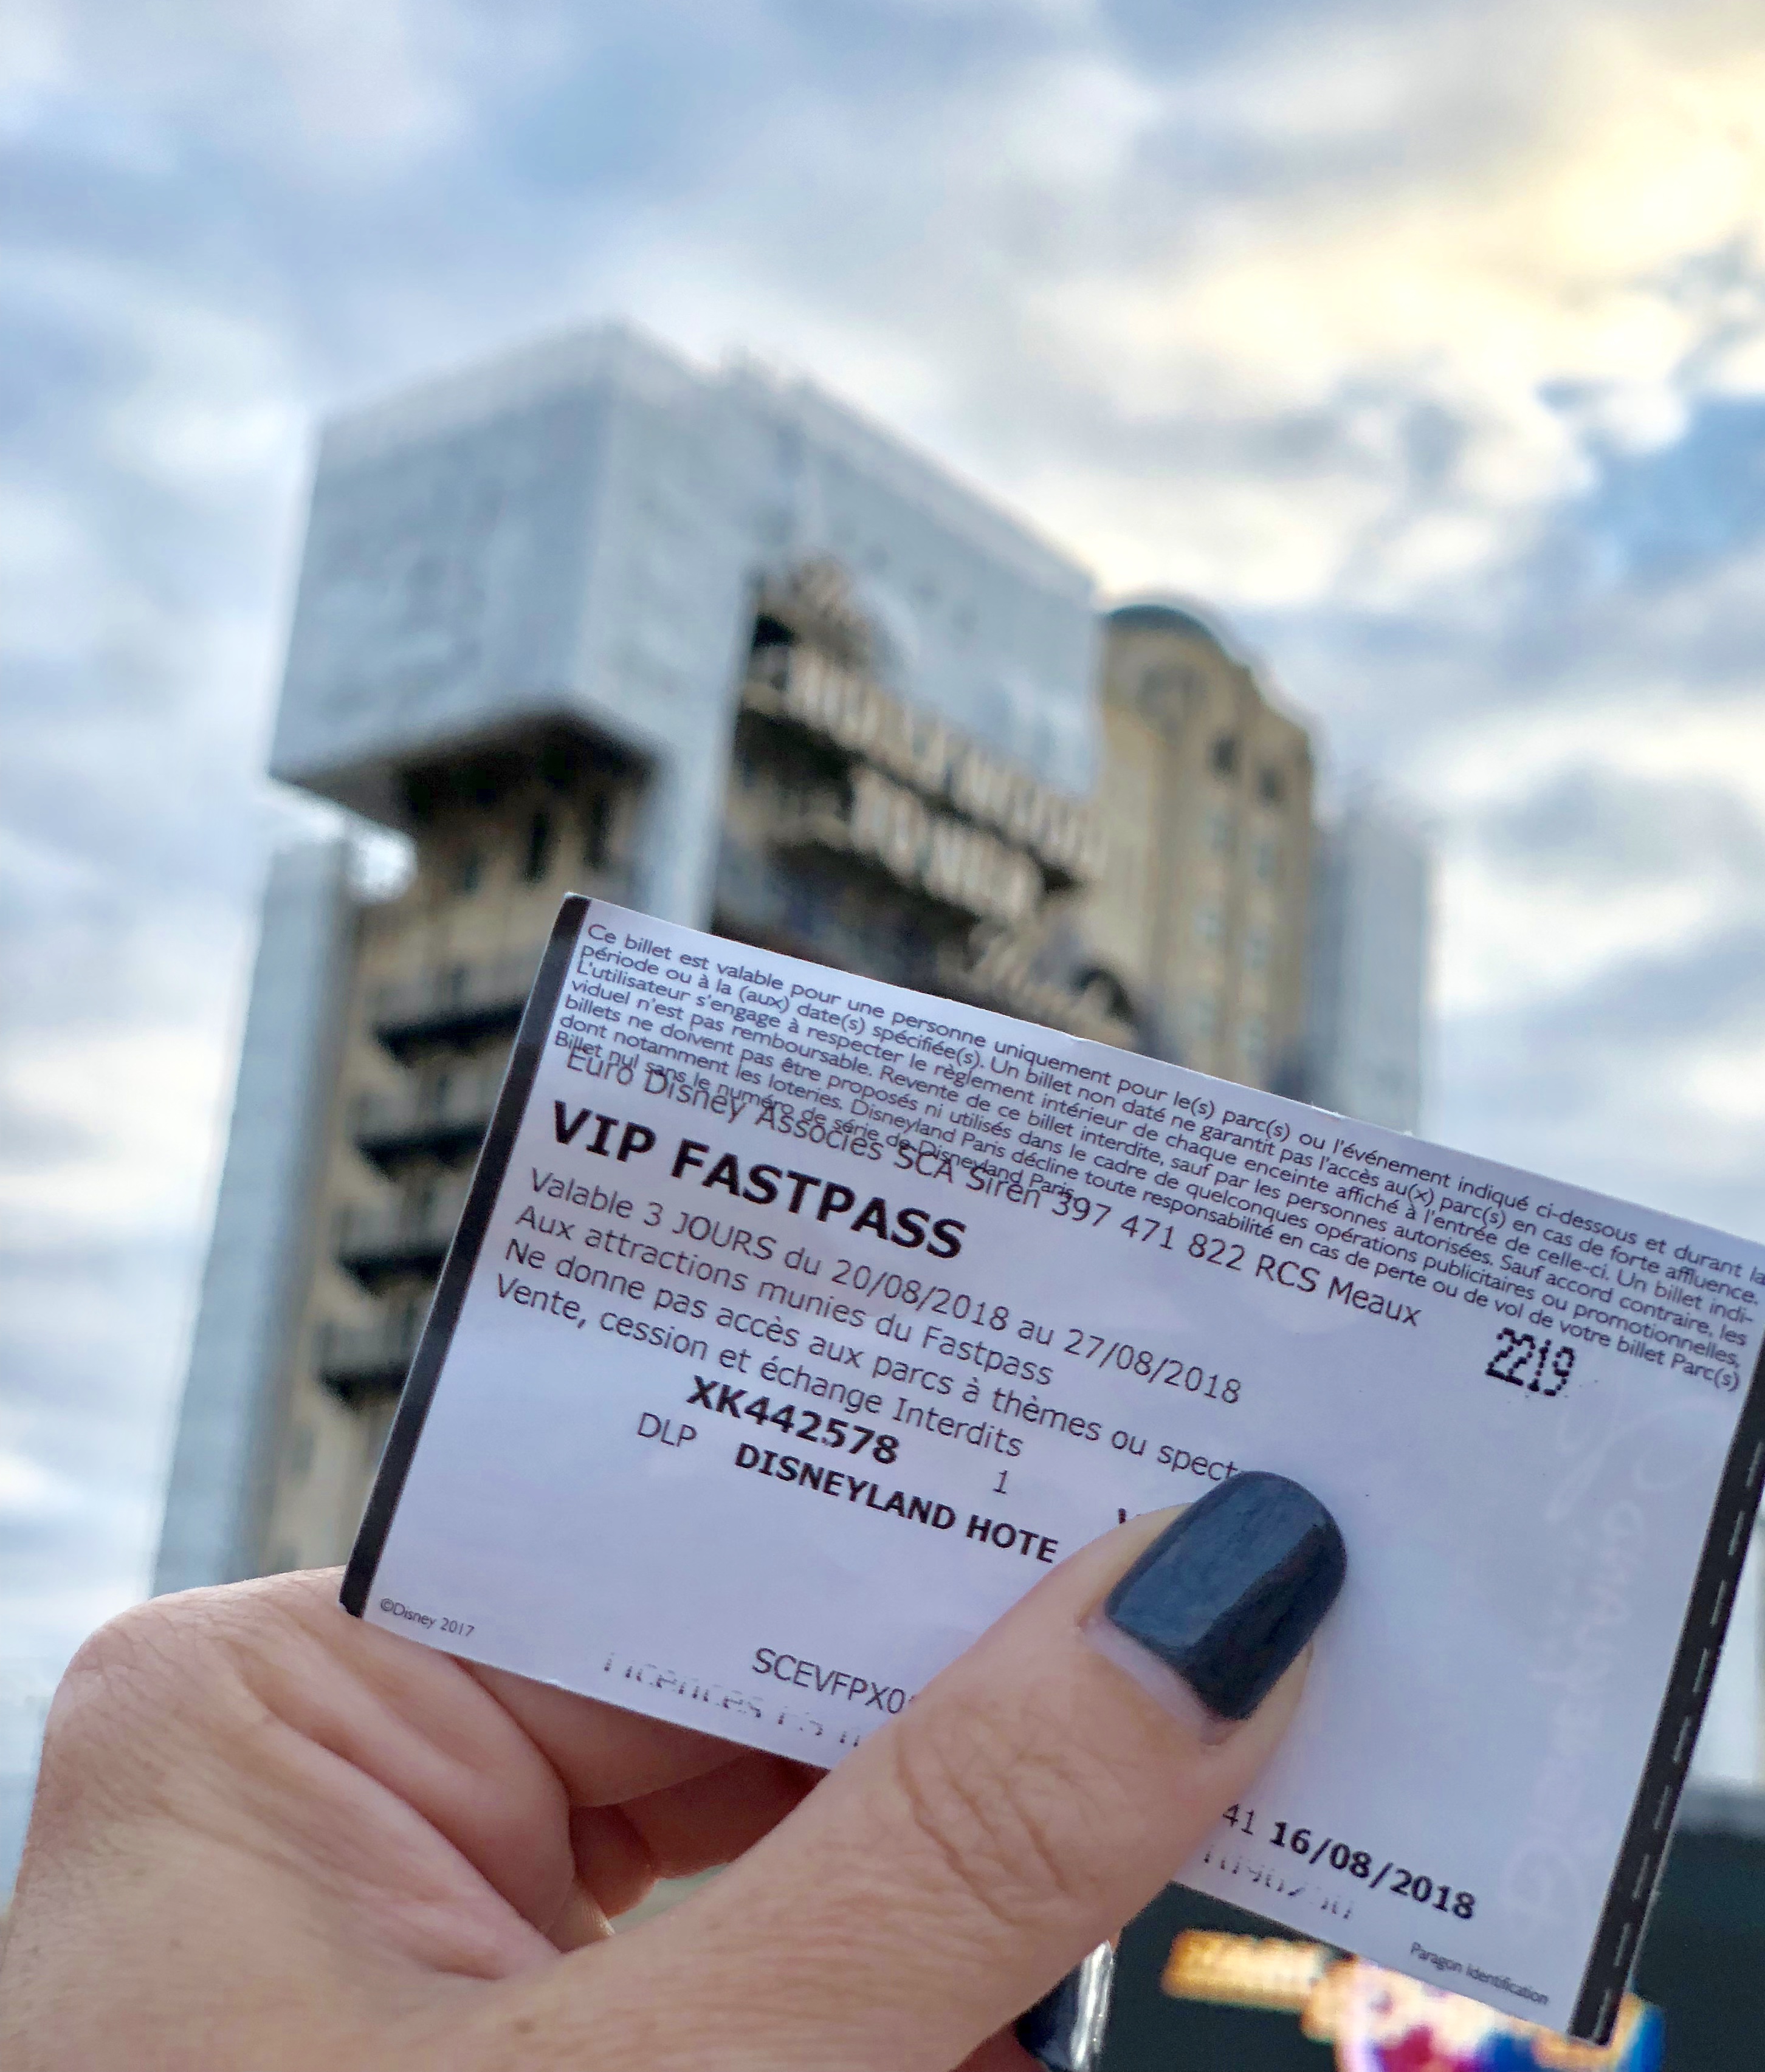 HOLLYWOOD
TOWER
Hotel
Ce billet est valable pour une personne uniquement pour le(s) parc(s) ou l'événement indiqué ci-dessous et durant la
période ou à la (aux) date(s) spécifiée(s). Un billet non daté ne garantit pas l'accès au(x) parc(s) en cas de forte affluence.
L'utilisateur s'engage à respecter le règlement intérieur de chaque enceinte affiché à l'entrée de celle-ci. Un billet indi-
viduel n'est pas remboursable. Revente de ce billet interdite, sauf par les personnes autorisées. Sauf accord contraire, les
billets ne doivent pas être proposés ni utilisés dans le cadre de quelconques opérations publicitaires ou promotionnelles,
dont notamment les loteries. Disneyland Paris décline toute responsabilité en cas de perte ou de vol de votre billet Parc(s)
Billet nul sans le numéro de série de Disneyland Paris.
Euro Disney Associés SCA Siren 397 471 822 RCS Meaux
VIP FASTPASS
2219
Valable 3 JOURS du 20/08/2018 au 27/08/2018
Aux attractions munies du Fastpass
Ne donne pas accès aux parcs à thèmes ou spect
Vente, cession et échange Interdits
XK442578 1
DLP DISNEYLAND HOTE
©Disney 2017
SCEVFPX0
41 16/08/2018
Paragon Identification